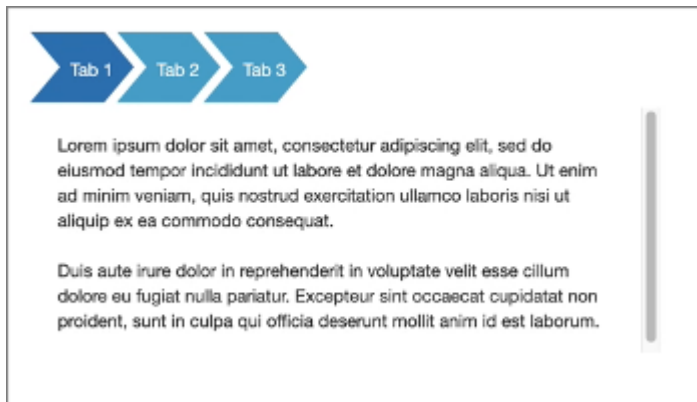 Tab 1
Tab 2
Tab 3
Lorem ipsum dolor sit amet, consectetur adipiscing elit, sed do
eiusmod tempor incididunt ut labore et dolore magna aliqua. Ut enim
ad minim veniam, quis nostrud exercitation ullamco laboris nisi ut
aliquip ex ea commodo consequat.
Duis aute irure dolor in reprehenderit in voluptate velit esse cillum
dolore eu fugiat nulla pariatur. Excepteur sint occaecat cupidatat non
proident, sunt in culpa qui officia deserunt mollit anim id est laborum.